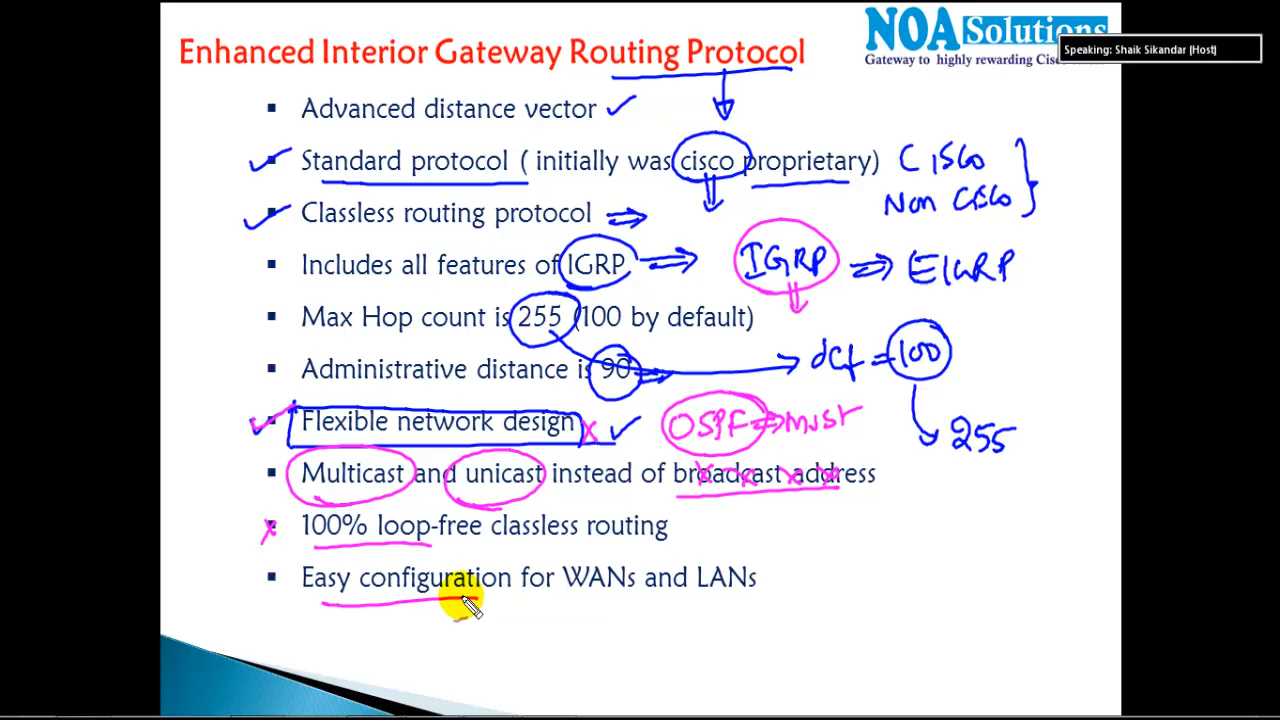 NOA Solutions
Speaking: Shaik Sikandar (Host)
Gateway to highly rewarding
Enhanced Interior Gateway Routing Protocol
▪ Advanced distance vector
▪ Standard protocol ( initially was cisco proprietary) CISCO
Non CISCO
▪ Classless routing protocol
▪ Includes all features of IGRP IGRP EIGRP
▪ Max Hop count is 255 (100 by default)
def = 100
▪ Administrative distance is 90
▪ Flexible network design OSPF must
255
▪ Multicast and unicast instead of broadcast address
▪ 100% loop-free classless routing
▪ Easy configuration for WANs and LANs